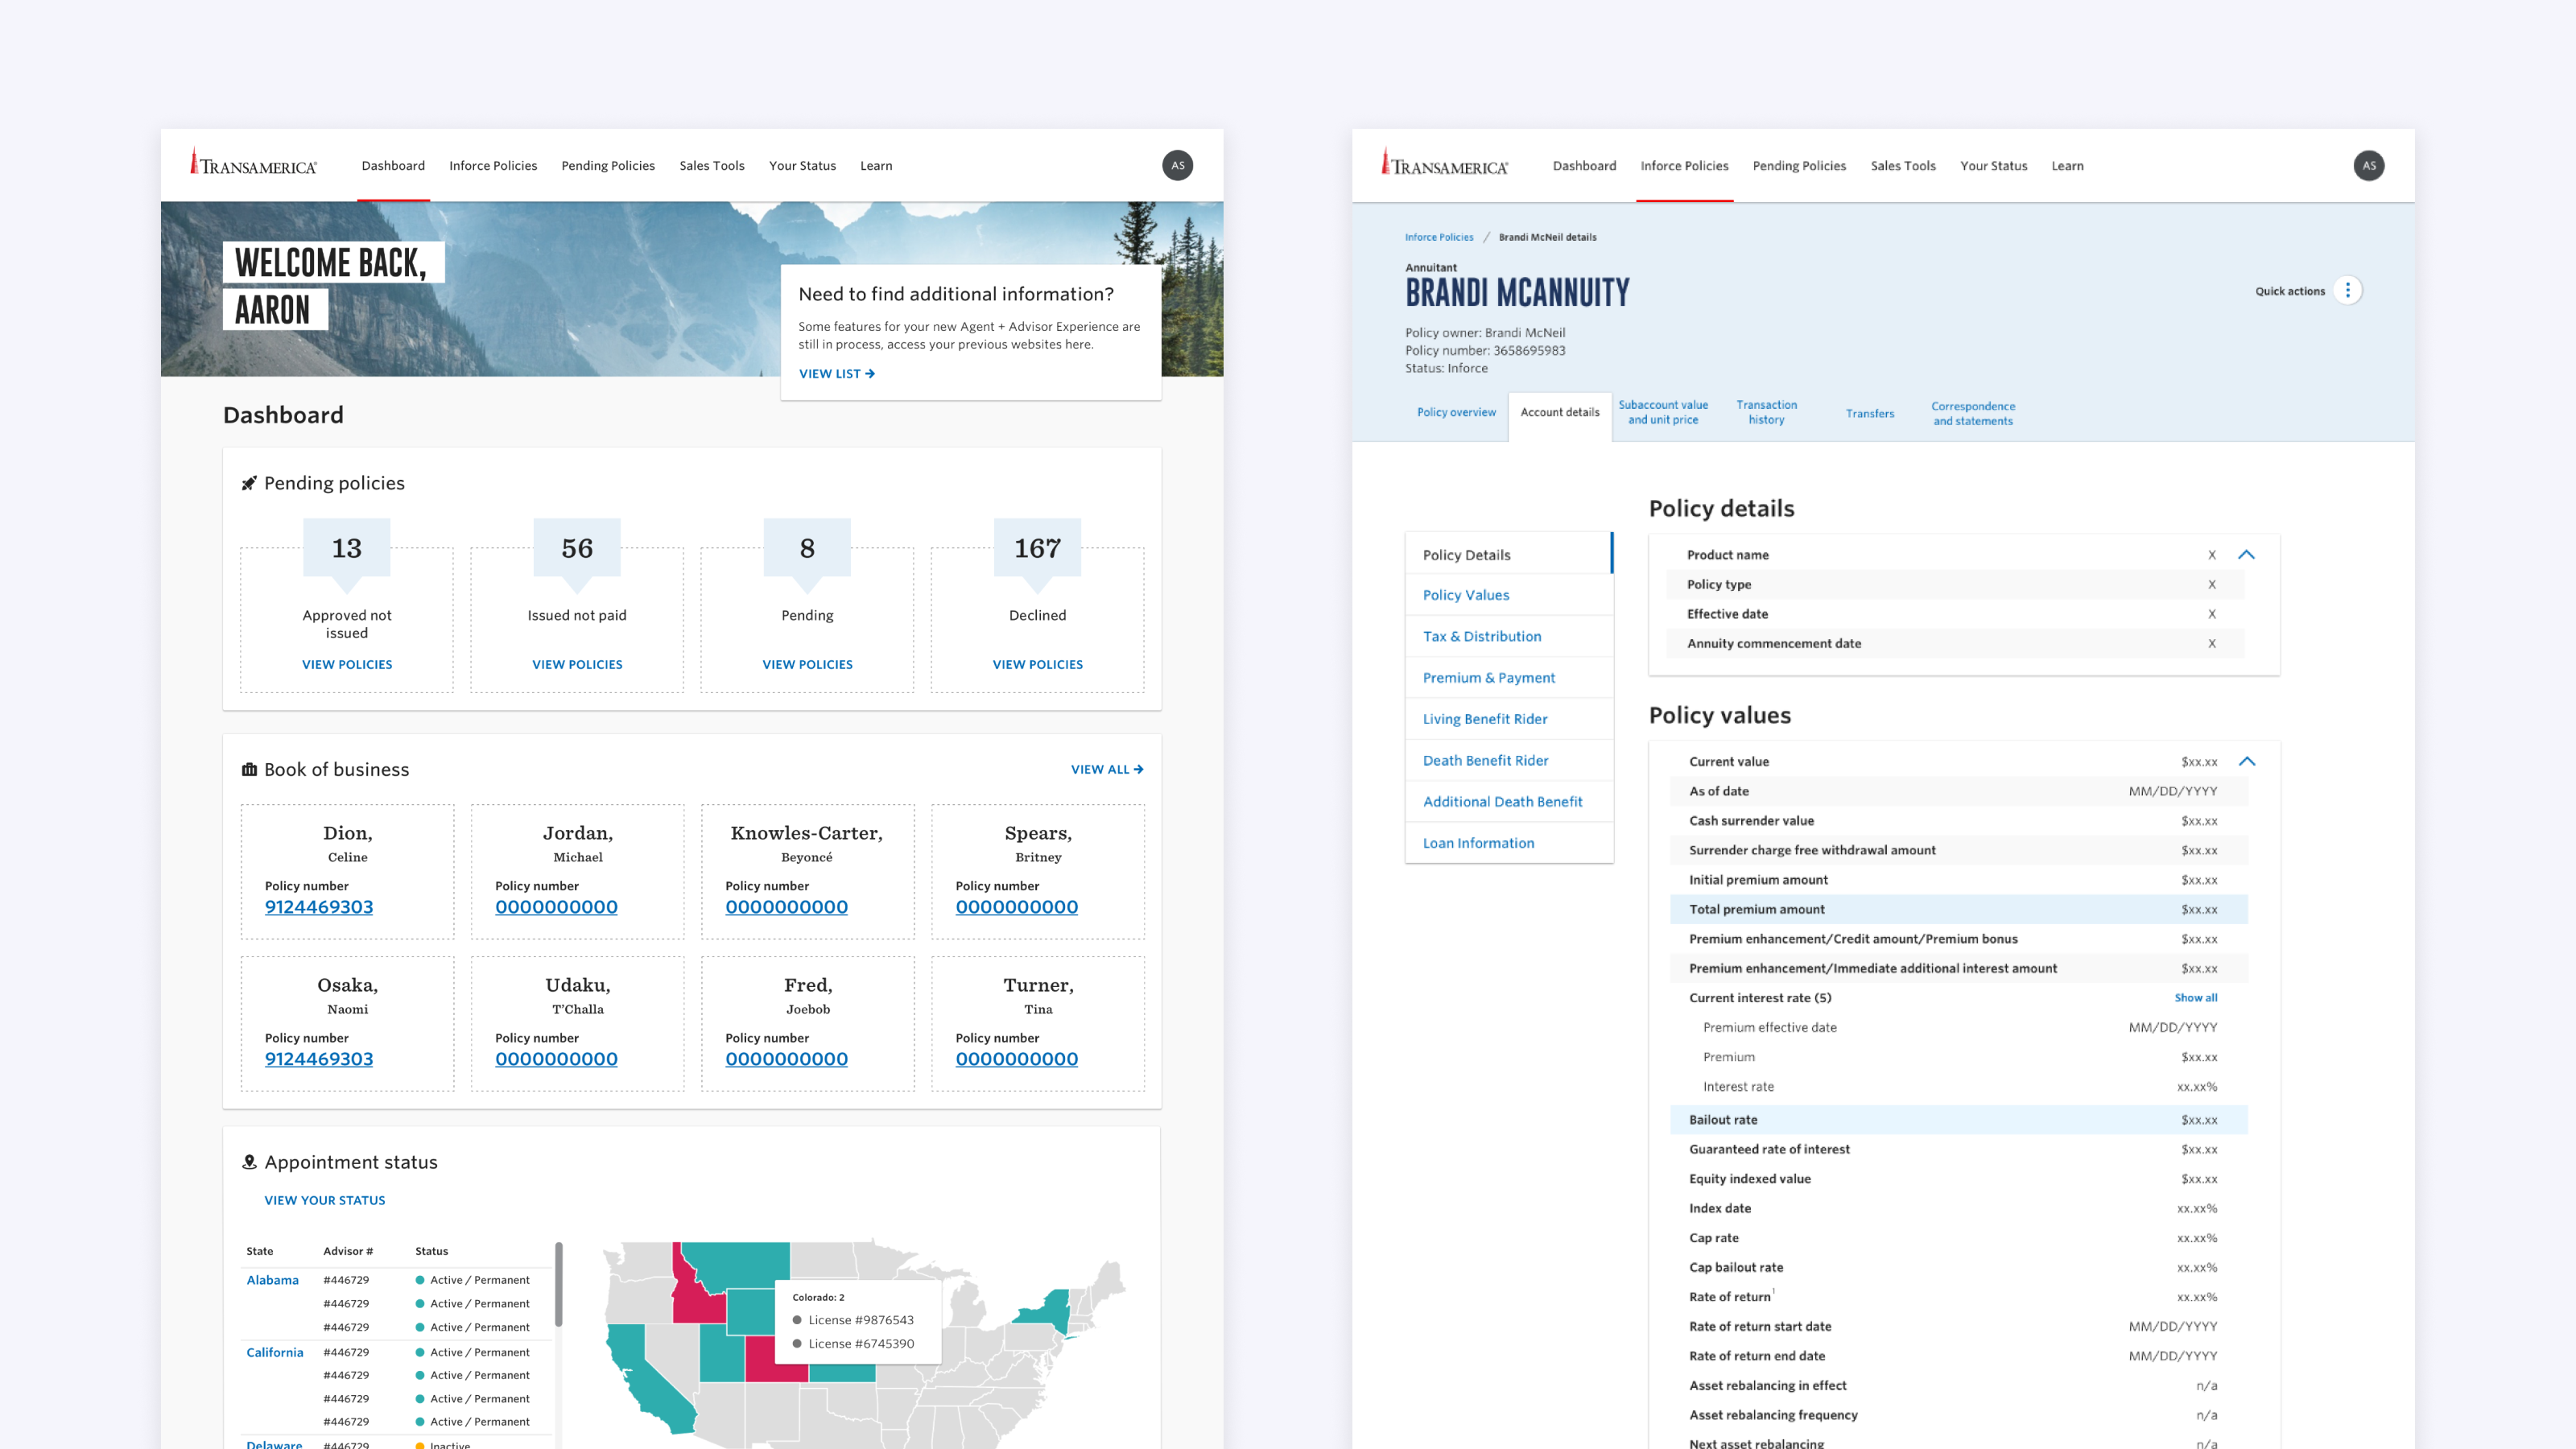 TRANSAMERICA®
Dashboard
Inforce Policies
Pending Policies
Sales Tools
Your Status
Learn
AS
WELCOME BACK,
AARON
Need to find additional information?
Some features for your new Agent + Advisor Experience are
still in process, access your previous websites here.
VIEW LIST →
Dashboard
Pending policies
13
Approved not
issued
VIEW POLICIES
56
Issued not paid
VIEW POLICIES
8
Pending
VIEW POLICIES
167
Declined
VIEW POLICIES
Book of business
VIEW ALL →
Dion,
Celine
Policy number
9124469303
Jordan,
Michael
Policy number
0000000000
Knowles-Carter,
Beyoncé
Policy number
0000000000
Spears,
Britney
Policy number
0000000000
Osaka,
Naomi
Policy number
9124469303
Udaku,
T'Challa
Policy number
0000000000
Fred,
Joebob
Policy number
0000000000
Turner,
Tina
Policy number
0000000000
Appointment status
VIEW YOUR STATUS
State Advisor # Status
Alabama #446729 Active / Permanent
#446729 Active / Permanent
#446729 Active / Permanent
California #446729 Active / Permanent
#446729 Active / Permanent
#446729 Active / Permanent
#446729 Active / Permanent
Delaware #446729 Inactive
Colorado: 2
License #9876543
License #6745390
TRANSAMERICA®
Dashboard
Inforce Policies
Pending Policies
Sales Tools
Your Status
Learn
AS
Inforce Policies / Brandi McNeil details
Annuitant
BRANDI MCANNUITY
Quick actions
Policy owner: Brandi McNeil
Policy number: 3658695983
Status: Inforce
Policy overview
Account details
Subaccount value
and unit price
Transaction
history
Transfers
Correspondence
and statements
Policy Details
Policy Values
Tax & Distribution
Premium & Payment
Living Benefit Rider
Death Benefit Rider
Additional Death Benefit
Loan Information
Policy details
Product name X
Policy type X
Effective date X
Annuity commencement date X
Policy values
Current value $xx.xx
As of date MM/DD/YYYY
Cash surrender value $xx.xx
Surrender charge free withdrawal amount $xx.xx
Initial premium amount $xx.xx
Total premium amount $xx.xx
Premium enhancement/Credit amount/Premium bonus $xx.xx
Premium enhancement/Immediate additional interest amount $xx.xx
Current interest rate (5) Show all
Premium effective date MM/DD/YYYY
Premium $xx.xx
Interest rate xx.xx%
Bailout rate $xx.xx
Guaranteed rate of interest $xx.xx
Equity indexed value $xx.xx
Index date xx.xx%
Cap rate xx.xx%
Cap bailout rate xx.xx%
Rate of return¹ xx.xx%
Rate of return start date MM/DD/YYYY
Rate of return end date MM/DD/YYYY
Asset rebalancing in effect n/a
Asset rebalancing frequency n/a
Next asset rebalancing n/a